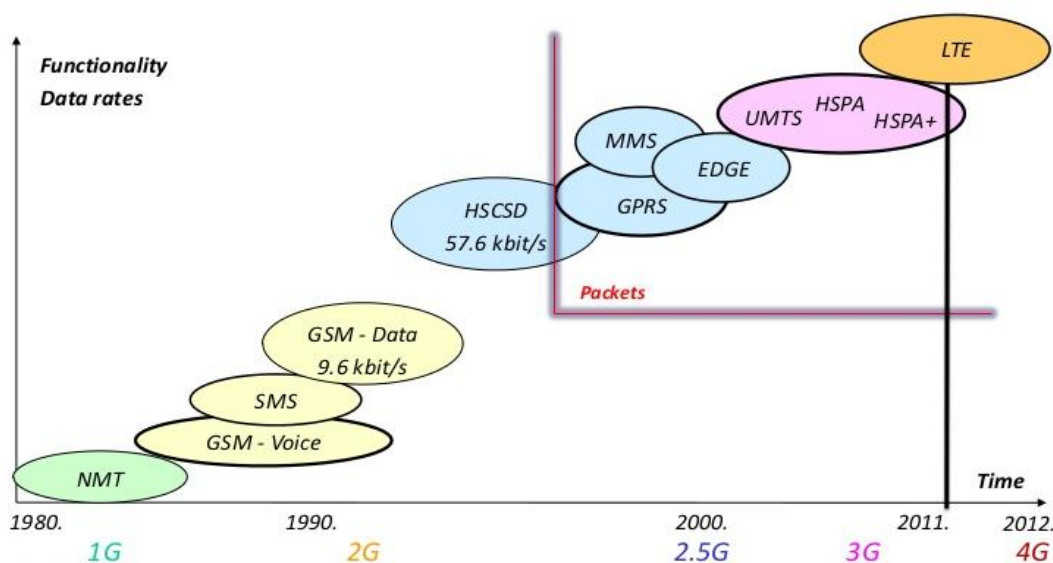 Functionality
Data rates
LTE
HSPA
UMTS
HSPA+
MMS
EDGE
GPRS
HSCSD
57.6 kbit/s
Packets
GSM - Data
9.6 kbit/s
SMS
GSM - Voice
NMT
Time
1980. 1990. 2000. 2011. 2012.
1G 2G 2.5G 3G 4G